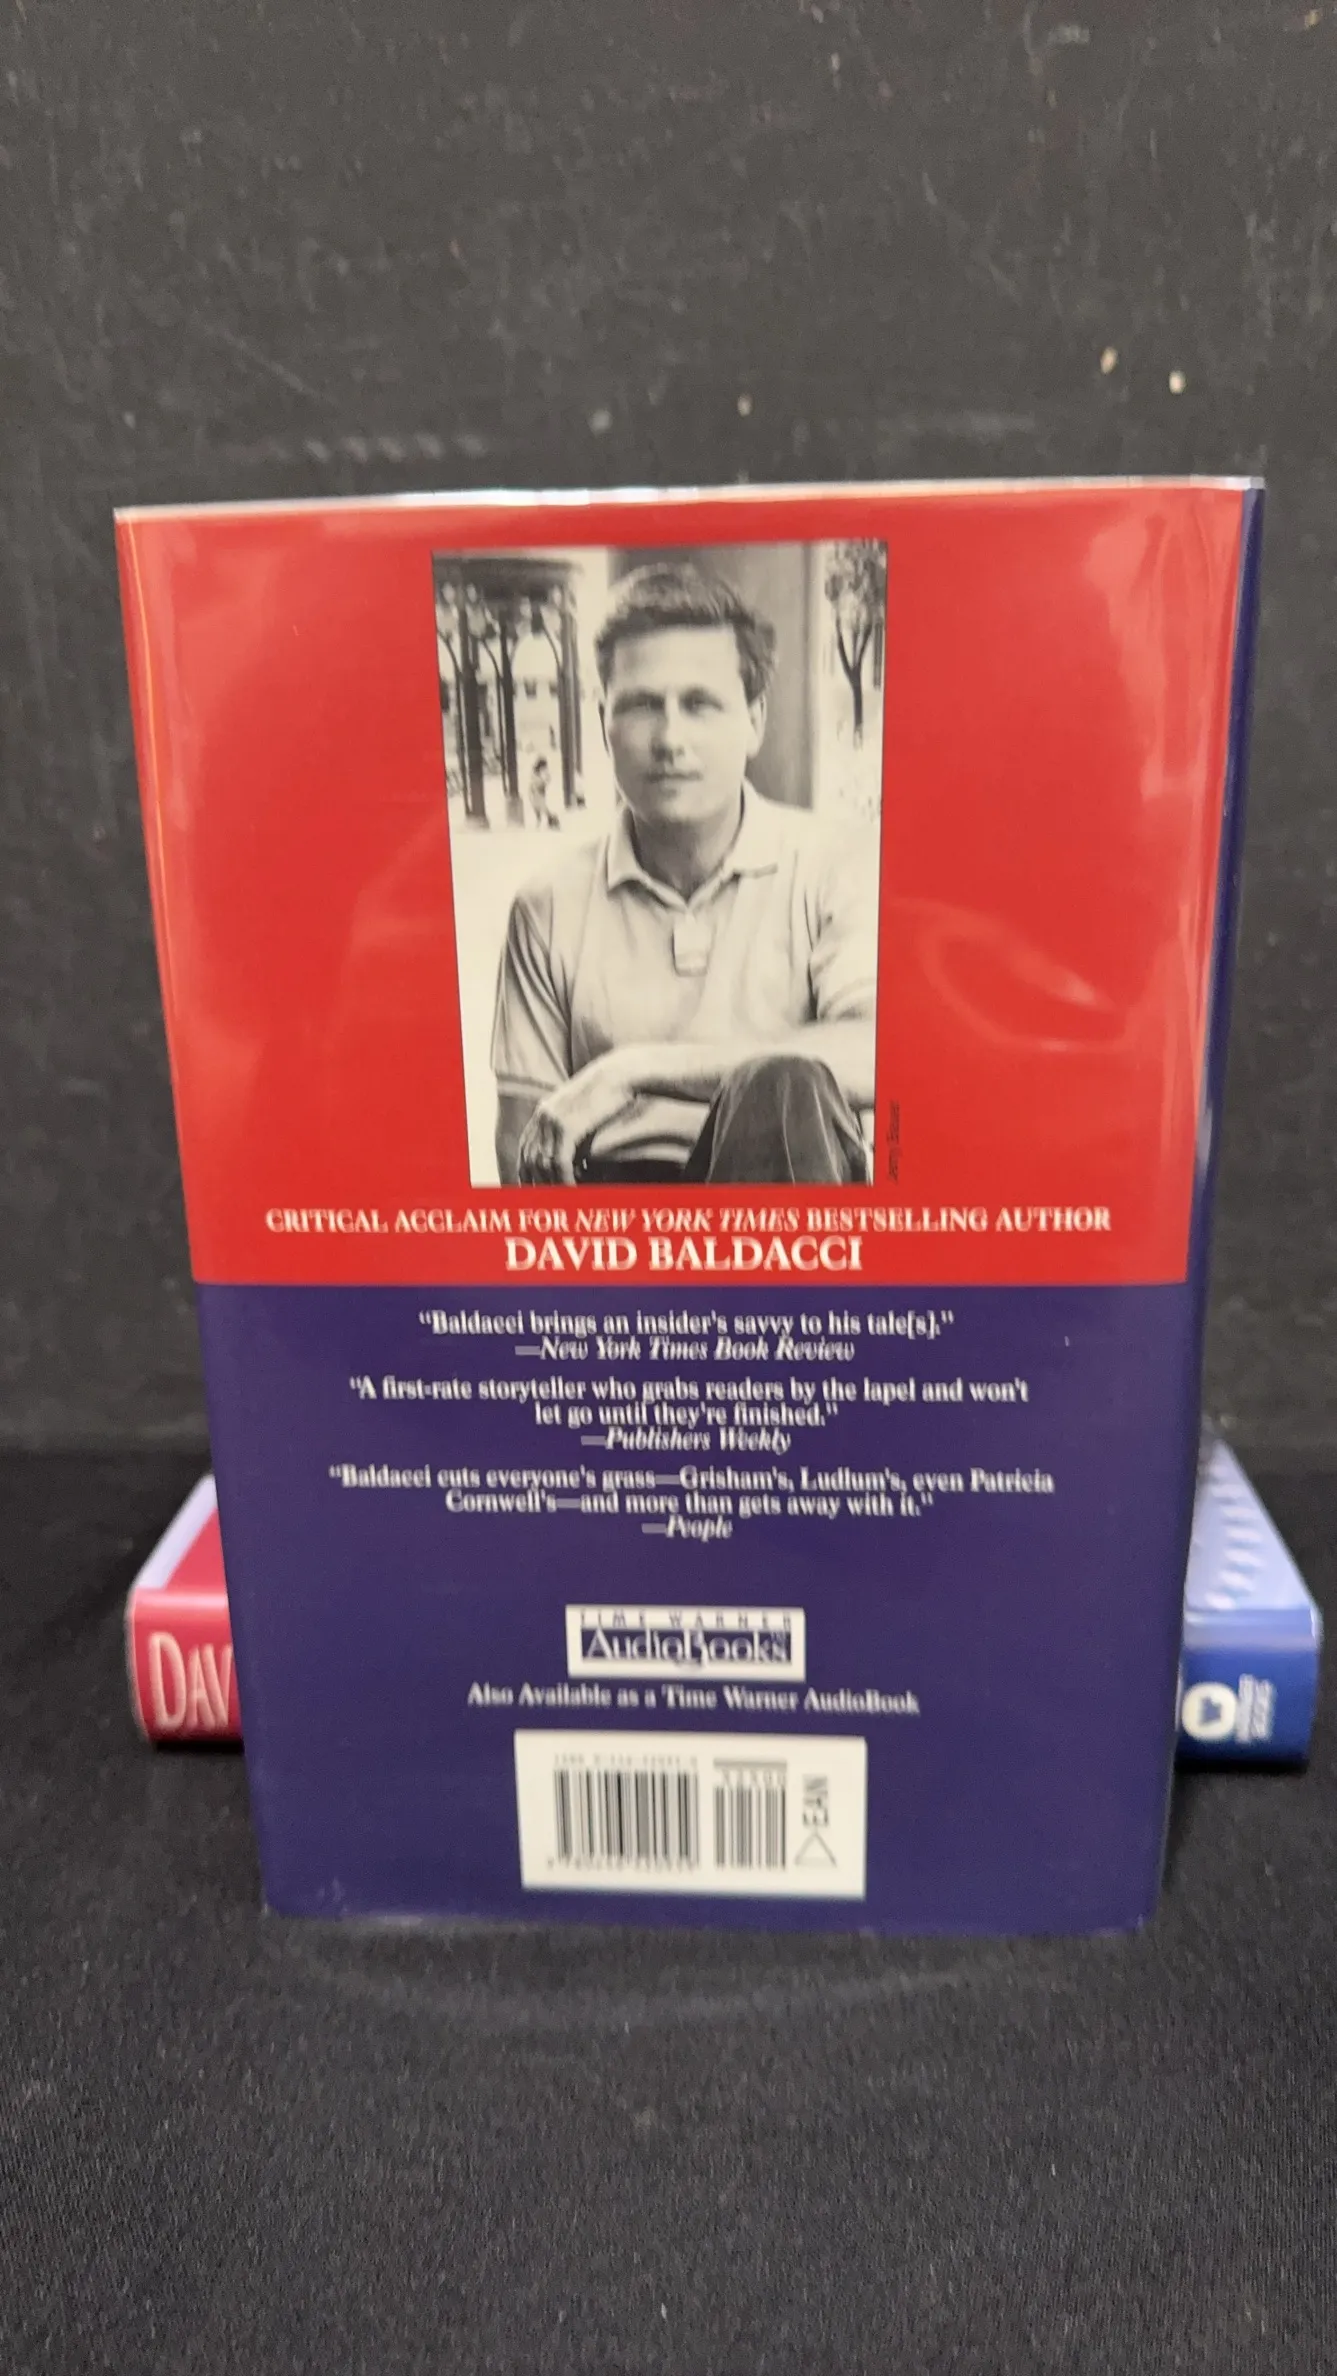 CRITICAL ACCLAIM FOR NEW YORK TIMES BESTSELLING AUTHOR
DAVID BALDACCI
"Baldacci brings an insider's savvy to his tale[s]."
—New York Times Book Review
"A first-rate storyteller who grabs readers by the lapel and won't
let go until they're finished."
—Publishers Weekly
"Baldacci cuts everyone's grass—Grisham's, Ludlum's, even Patricia
Cornwell's—and more than gets away with it."
—People
TIME WARNER
AudioBooks
Also Available as a Time Warner AudioBook
EAN
DAV